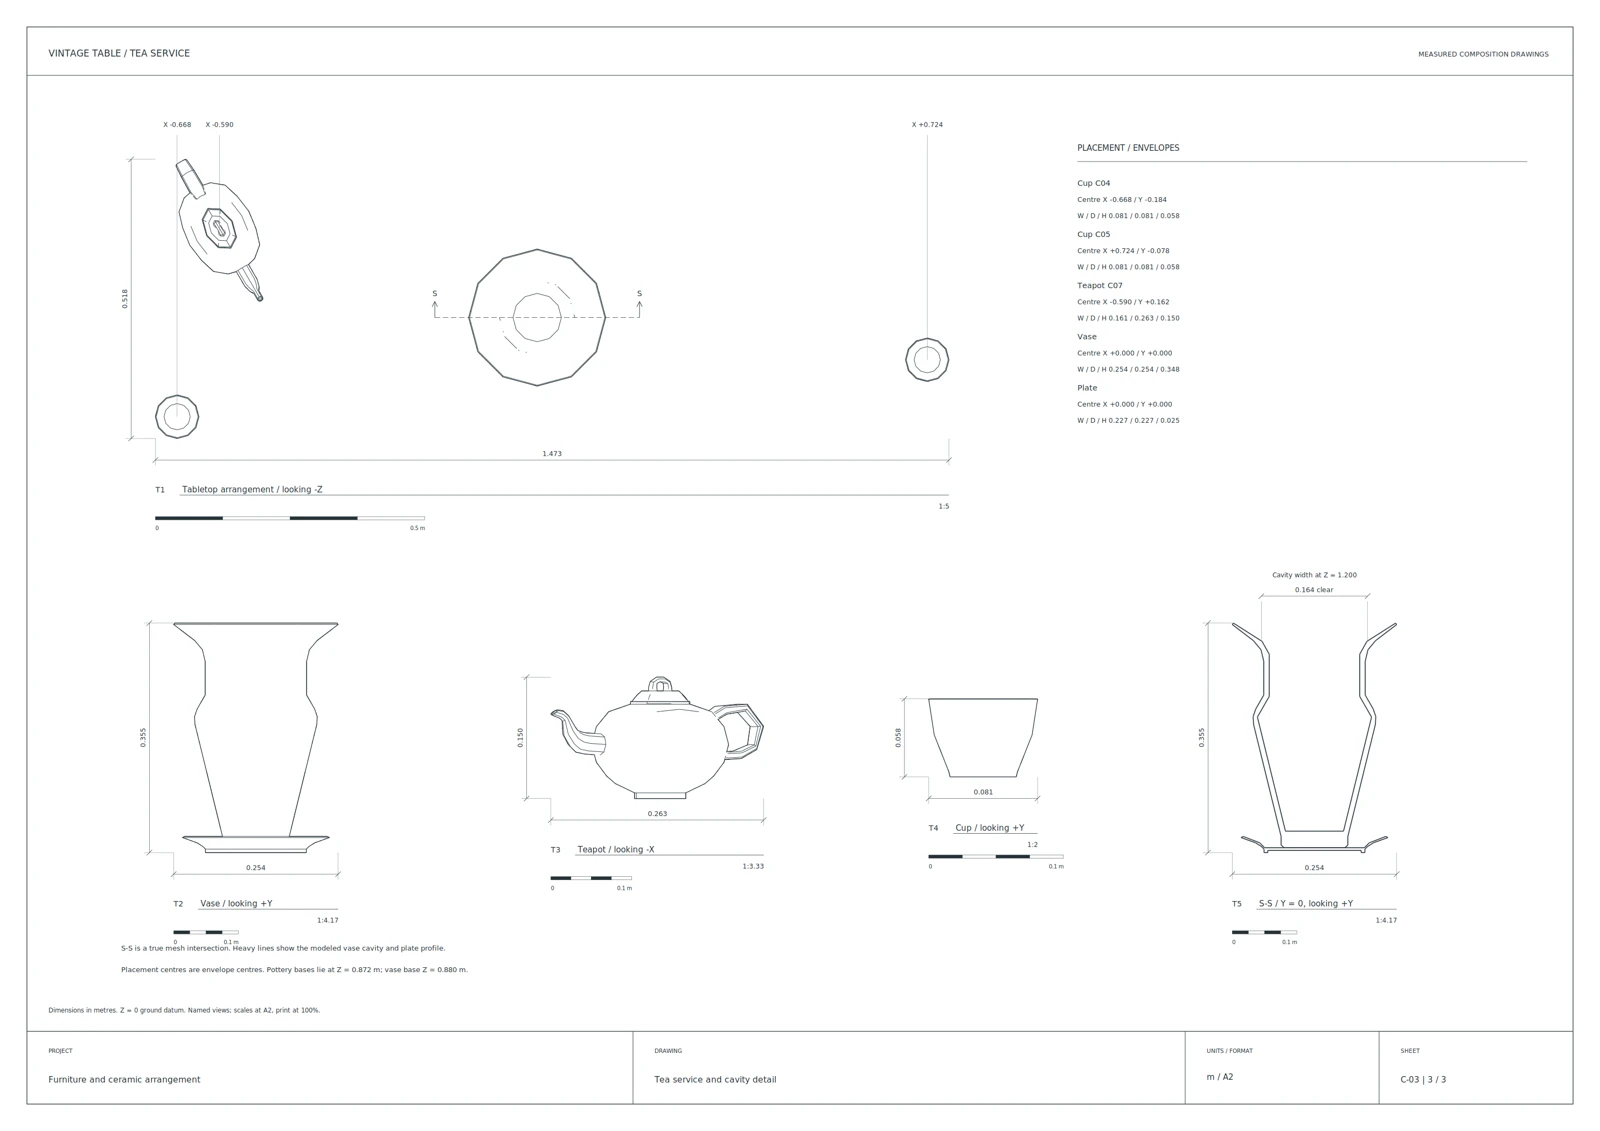 VINTAGE TABLE / TEA SERVICE
MEASURED COMPOSITION DRAWINGS
X -0.668
X -0.590
X +0.724
0.518
S
S
1.473
T1 Tabletop arrangement / looking -Z
1:5
0
0.5 m
PLACEMENT / ENVELOPES
Cup C04
Centre X -0.668 / Y -0.184
W / D / H 0.081 / 0.081 / 0.058
Cup C05
Centre X +0.724 / Y -0.078
W / D / H 0.081 / 0.081 / 0.058
Teapot C07
Centre X -0.590 / Y +0.162
W / D / H 0.161 / 0.263 / 0.150
Vase
Centre X +0.000 / Y +0.000
W / D / H 0.254 / 0.254 / 0.348
Plate
Centre X +0.000 / Y +0.000
W / D / H 0.227 / 0.227 / 0.025
0.355
0.254
T2 Vase / looking +Y
1:4.17
0
0.1 m
0.150
0.263
T3 Teapot / looking -X
1:3.33
0
0.1 m
0.058
0.081
T4 Cup / looking +Y
1:2
0
0.1 m
Cavity width at Z = 1.200
0.164 clear
0.355
0.254
T5 S-S / Y = 0, looking +Y
1:4.17
0
0.1 m
S-S is a true mesh intersection. Heavy lines show the modeled vase cavity and plate profile.
Placement centres are envelope centres. Pottery bases lie at Z = 0.872 m; vase base Z = 0.880 m.
Dimensions in metres. Z = 0 ground datum. Named views; scales at A2, print at 100%.
PROJECT
Furniture and ceramic arrangement
DRAWING
Tea service and cavity detail
UNITS / FORMAT
m / A2
SHEET
C-03 | 3 / 3